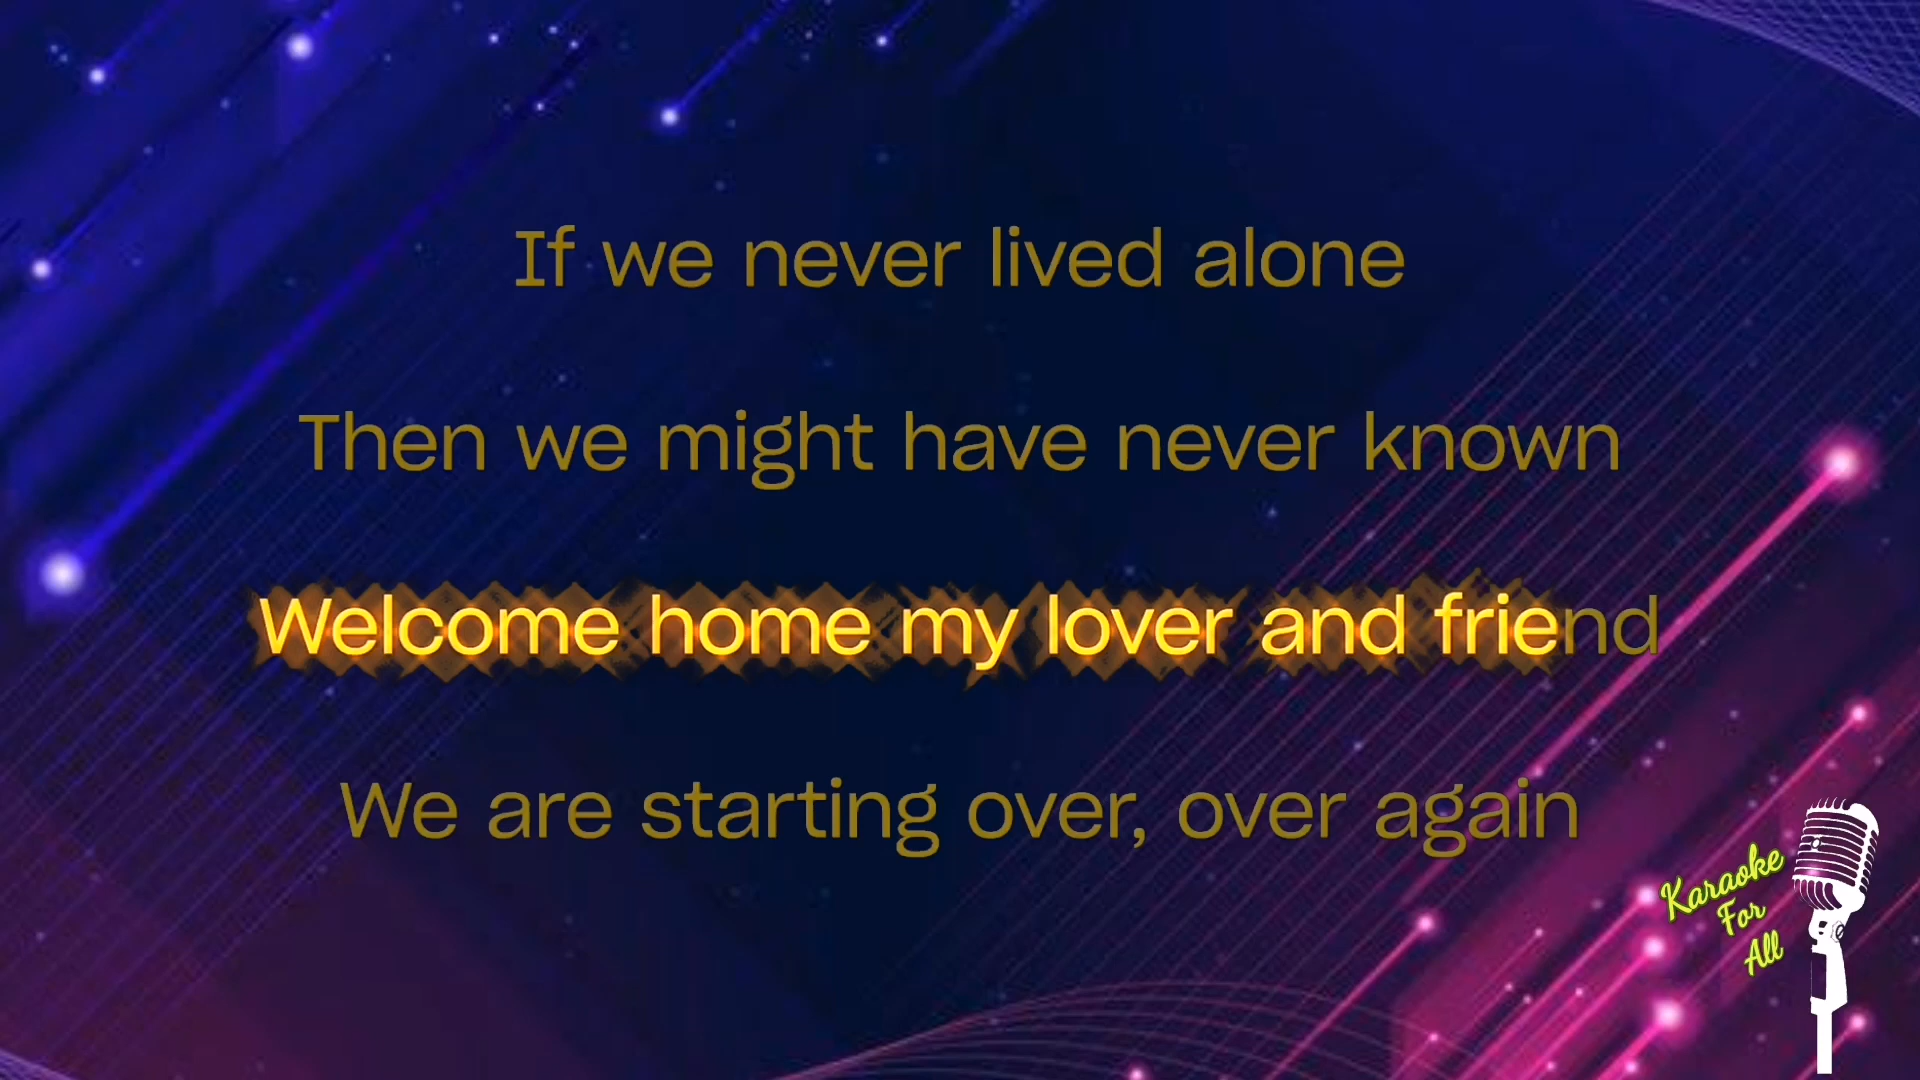 If we never lived alone
Then we might have never known
Welcome home my lover and friend
We are starting over, over again
Karaoke
For
All